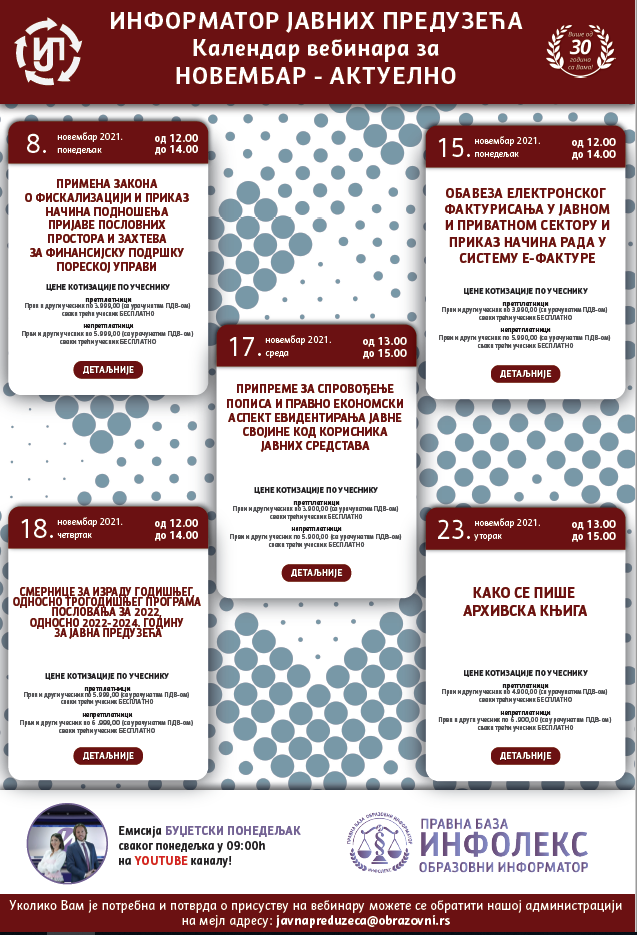 ИНФОРМАТОР ЈАВНИХ ПРЕДУЗЕЋА
Календар вебинара за
НОВЕМБАР - АКТУЕЛНО
ИЈП
Више од
30
година
са Вама!
8.
новембар 2021.
понедељак
од 12.00
до 14.00
ПРИМЕНА ЗАКОНА
О ФИСКАЛИЗАЦИЈИ И ПРИКАЗ
НАЧИНА ПОДНОШЕЊА
ПРИЈАВЕ ПОСЛОВНИХ
ПРОСТОРА И ЗАХТЕВА
ЗА ФИНАНСИЈСКУ ПОДРШКУ
ПОРЕСКОЈ УПРАВИ
ЦЕНЕ КОТИЗАЦИЈЕ ПО УЧЕСНИКУ
претплатници
Први и други учесник по 3.999,00 (са урачунатим ПДВ-ом)
сваки трећи учесник БЕСПЛАТНО
непретплатници
Први и други учесник по 5.999,00 (са урачунатим ПДВ-ом)
сваки трећи учесник БЕСПЛАТНО
ДЕТАЉНИЈЕ
15.
новембар 2021.
понедељак
од 12.00
до 14.00
ОБАВЕЗА ЕЛЕКТРОНСКОГ
ФАКТУРИСАЊА У ЈАВНОМ
И ПРИВАТНОМ СЕКТОРУ И
ПРИКАЗ НАЧИНА РАДА У
СИСТЕМУ Е-ФАКТУРЕ
ЦЕНЕ КОТИЗАЦИЈЕ ПО УЧЕСНИКУ
претплатници
Први и други учесник по 3.990,00 (са урачунатим ПДВ-ом)
сваки трећи учесник БЕСПЛАТНО
непретплатници
Први и други учесник по 5.990,00 (са урачунатим ПДВ-ом)
сваки трећи учесник БЕСПЛАТНО
ДЕТАЉНИЈЕ
17.
новембар 2021.
среда
од 13.00
до 15.00
ПРИПРЕМЕ ЗА СПРОВОЂЕЊЕ
ПОПИСА И ПРАВНО ЕКОНОМСКИ
АСПЕКТ ЕВИДЕНТИРАЊА ЈАВНЕ
СВОЈИНЕ КОД КОРИСНИКА
ЈАВНИХ СРЕДСТАВА
ЦЕНЕ КОТИЗАЦИЈЕ ПО УЧЕСНИКУ
претплатници
Први и други учесник по 3.900,00 (са урачунатим ПДВ-ом)
сваки трећи учесник БЕСПЛАТНО
непретплатници
Први и други учесник по 5.900,00 (са урачунатим ПДВ-ом)
сваки трећи учесник БЕСПЛАТНО
ДЕТАЉНИЈЕ
18.
новембар 2021.
четвртак
од 12.00
до 14.00
СМЕРНИЦЕ ЗА ИЗРАДУ ГОДИШЊЕГ,
ОДНОСНО ТРОГОДИШЊЕГ ПРОГРАМА
ПОСЛОВАЊА ЗА 2022,
ОДНОСНО 2022-2024. ГОДИНУ
ЗА ЈАВНА ПРЕДУЗЕЋА
ЦЕНЕ КОТИЗАЦИЈЕ ПО УЧЕСНИКУ
претплатници
Први и други учесник по 5.999,00 (са урачунатим ПДВ-ом)
сваки трећи учесник БЕСПЛАТНО
непретплатници
Први и други учесник по 6.999,00 (са урачунатим ПДВ-ом)
сваки трећи учесник БЕСПЛАТНО
ДЕТАЉНИЈЕ
23.
новембар 2021.
уторак
од 13.00
до 15.00
КАКО СЕ ПИШЕ
АРХИВСКА КЊИГА
ЦЕНЕ КОТИЗАЦИЈЕ ПО УЧЕСНИКУ
претплатници
Први и други учесник по 4.900,00 (са урачунатим ПДВ-ом)
сваки трећи учесник БЕСПЛАТНО
непретплатници
Први и други учесник по 6.900,00 (са урачунатим ПДВ-ом)
сваки трећи учесник БЕСПЛАТНО
ДЕТАЉНИЈЕ
Емисија БУЏЕТСКИ ПОНЕДЕЉАК
сваког понедељка у 09:00h
на YOUTUBE каналу!
ПРАВНА БАЗА ОБРАЗОВНИ ИНФОРМАТОР
ИНФОЛЕКС
ПРАВНА БАЗА
ИНФОЛЕКС
ОБРАЗОВНИ ИНФОРМАТОР
Уколико Вам је потребна и потврда о присуству на вебинару можете се обратити нашој администрацији
на мејл адресу: javnapreduzeca@obrazovni.rs